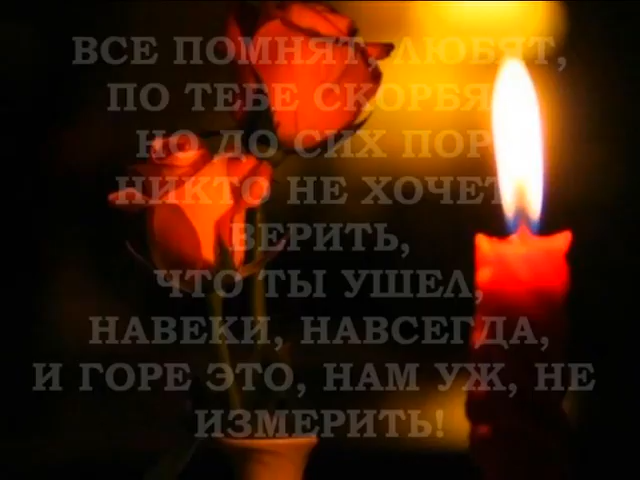 ВСЕ ПОМНЯТ, ЛЮБЯТ,
ПО ТЕБЕ СКОРБЯ
НО ДО СИХ ПОР
НИКТО НЕ ХОЧЕТ
ВЕРИТЬ,
ЧТО ТЫ УШЕЛ,
НАВЕКИ, НАВСЕГДА,
И ГОРЕ ЭТО, НАМ УЖ, НЕ
ИЗМЕРИТЬ!